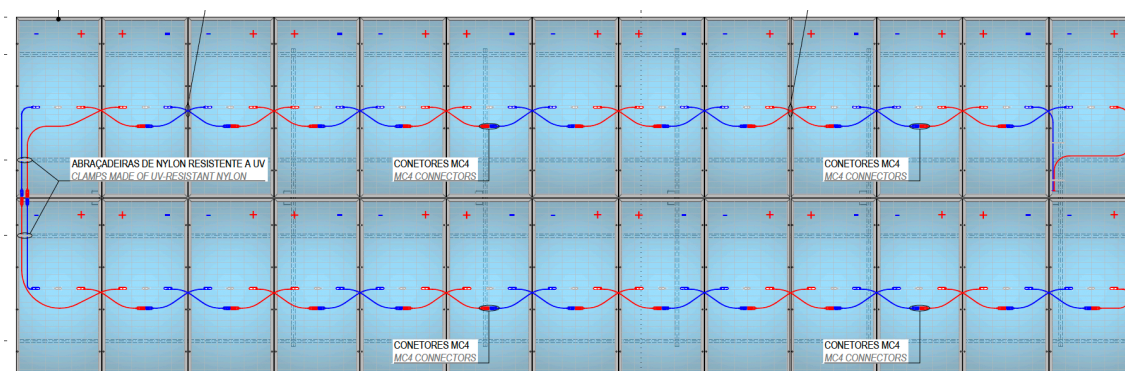 - + + - - + + - - + + - - + + - - + + - - + + - - +
ABRAÇADEIRAS DE NYLON RESISTENTE A UV
CLAMPS MADE OF UV-RESISTANT NYLON
CONETORES MC4
MC4 CONNECTORS
CONETORES MC4
MC4 CONNECTORS
- + + - - + + - - + + - - + + - - + + - - + + - - +
CONETORES MC4
MC4 CONNECTORS
CONETORES MC4
MC4 CONNECTORS